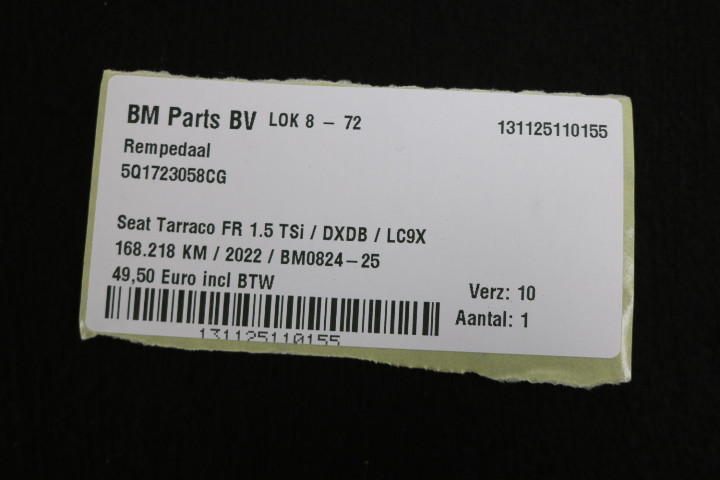 BM Parts BV LOK 8 - 72 131125110155
Rempedaal
5Q1723058CG
Seat Tarraco FR 1.5 TSi / DXDB / LC9X
168.218 KM / 2022 / BM0824-25
49,50 Euro incl BTW
Verz: 10
Aantal: 1
131125110155